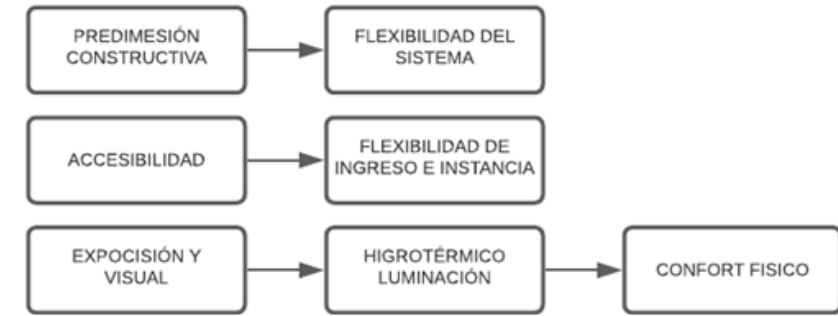 PREDIMESIÓN
CONSTRUCTIVA
FLEXIBILIDAD DEL
SISTEMA
ACCESIBILIDAD
FLEXIBILIDAD DE
INGRESO E INSTANCIA
EXPOCISIÓN Y
VISUAL
HIGROTÉRMICO
LUMINACIÓN
CONFORT FISICO